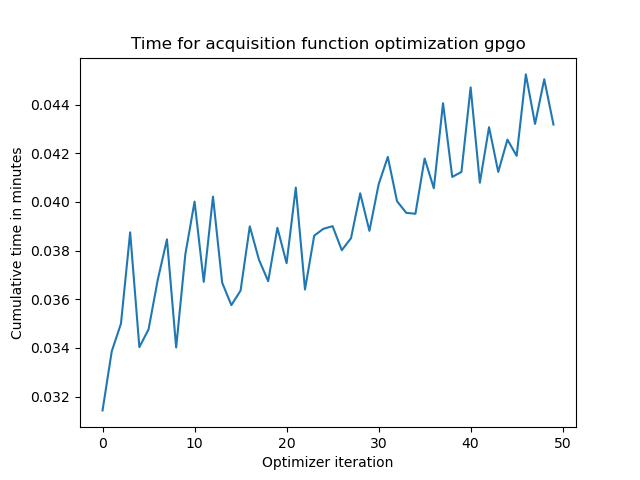 Time for acquisition function optimization gpgo
Cumulative time in minutes
0.044
0.042
0.040
0.038
0.036
0.034
0.032
0 10 20 30 40 50
Optimizer iteration